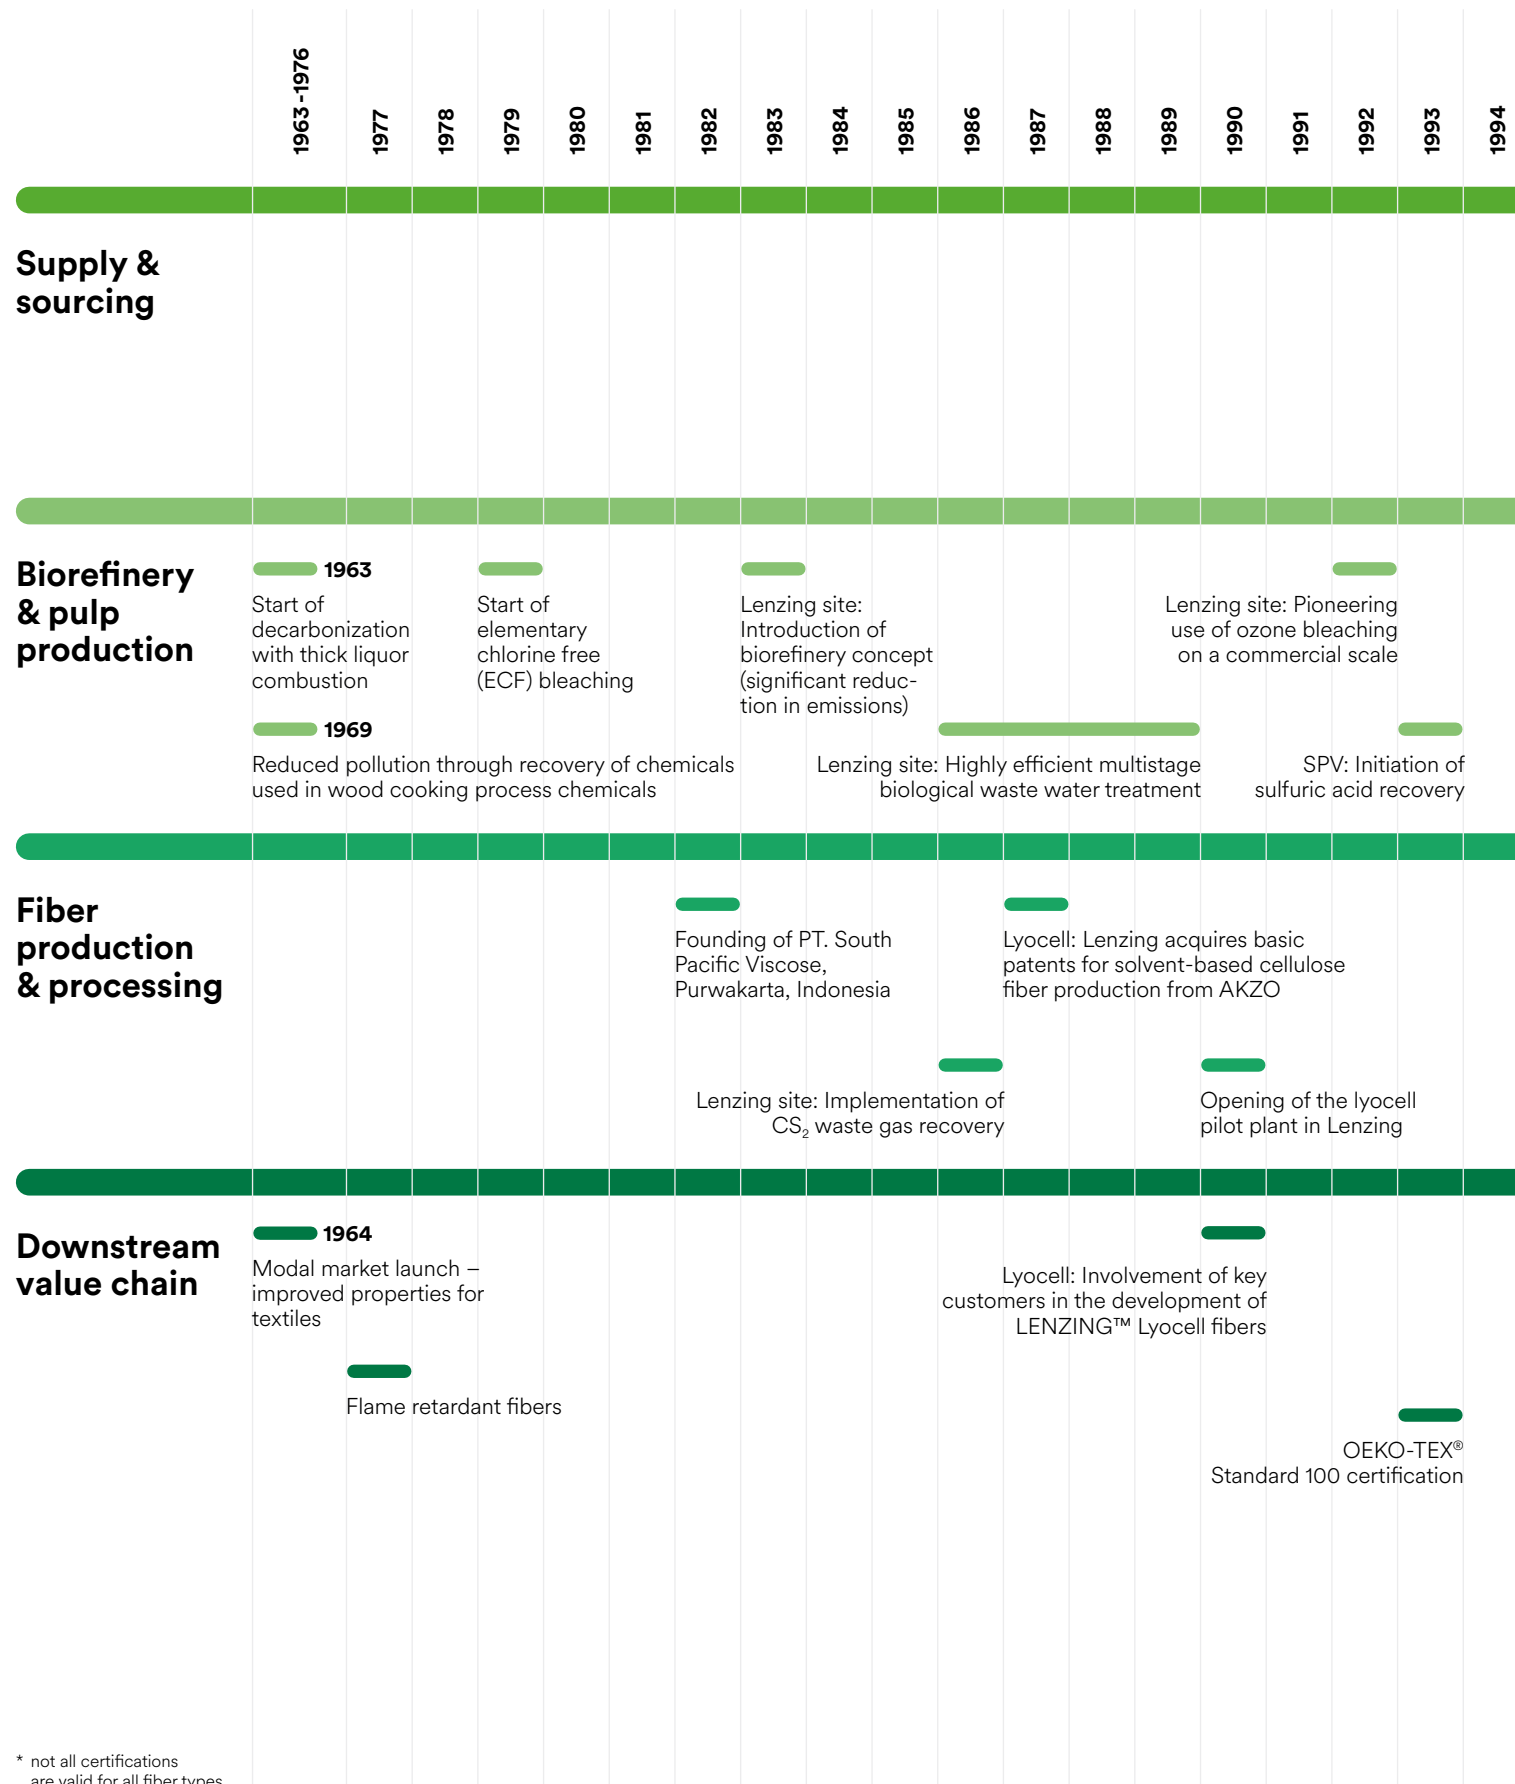 1963 -1976
1977
1978
1979
1980
1981
1982
1983
1984
1985
1986
1987
1988
1989
1990
1991
1992
1993
1994
Supply &
sourcing
Biorefinery
& pulp
production
1963
Start of
decarbonization
with thick liquor
combustion
Start of
elementary
chlorine free
(ECF) bleaching
Lenzing site:
Introduction of
biorefinery concept
(significant reduc-
tion in emissions)
Lenzing site: Pioneering
use of ozone bleaching
on a commercial scale
1969
Reduced pollution through recovery of chemicals
used in wood cooking process chemicals
Lenzing site: Highly efficient multistage
biological waste water treatment
SPV: Initiation of
sulfuric acid recovery
Fiber
production
& processing
Founding of PT. South
Pacific Viscose,
Purwakarta, Indonesia
Lyocell: Lenzing acquires basic
patents for solvent-based cellulose
fiber production from AKZO
Lenzing site: Implementation of
CS₂ waste gas recovery
Opening of the lyocell
pilot plant in Lenzing
Downstream
value chain
1964
Modal market launch –
improved properties for
textiles
Lyocell: Involvement of key
customers in the development of
LENZING™ Lyocell fibers
Flame retardant fibers
OEKO-TEX®
Standard 100 certification
* not all certifications
are valid for all fiber types